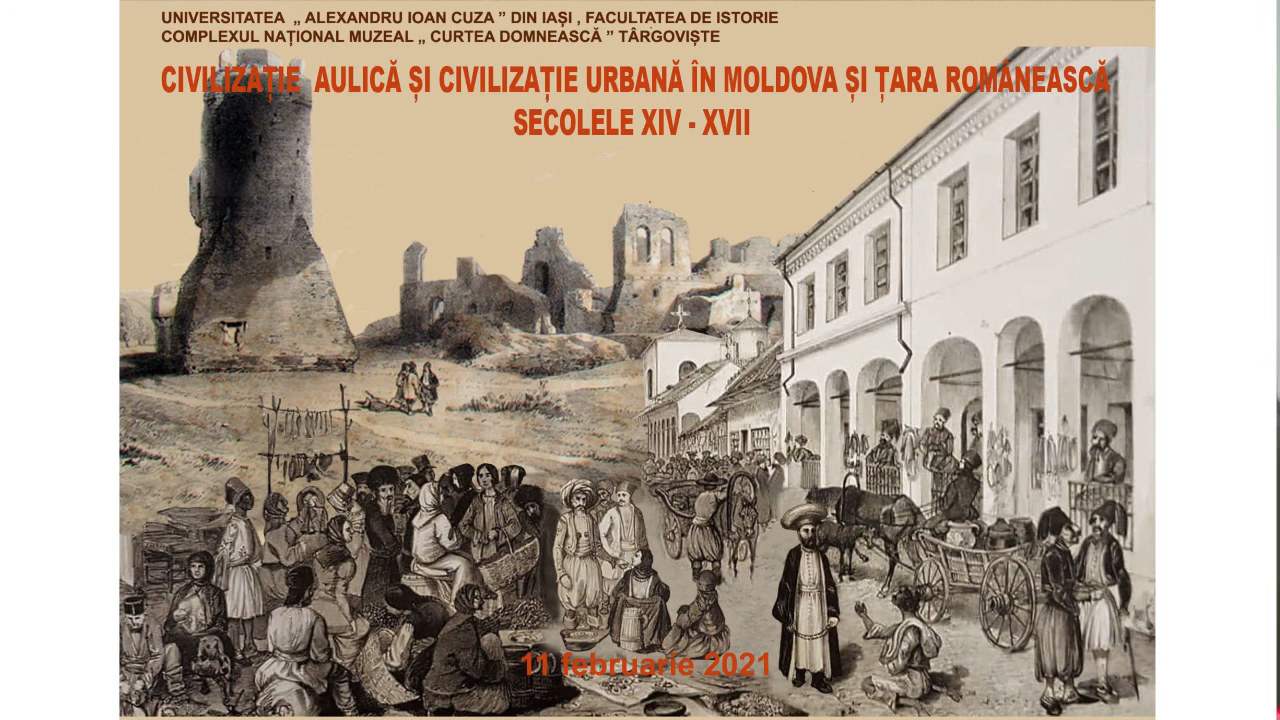 UNIVERSITATEA „ ALEXANDRU IOAN CUZA ” DIN IAȘI , FACULTATEA DE ISTORIE
COMPLEXUL NAȚIONAL MUZEAL „ CURTEA DOMNEASCĂ ” TÂRGOVIȘTE
CIVILIZAȚIE AULICĂ ȘI CIVILIZAȚIE URBANĂ ÎN MOLDOVA ȘI ȚARA ROMÂNEASCĂ
SECOLELE XIV - XVII
11 februarie 2021